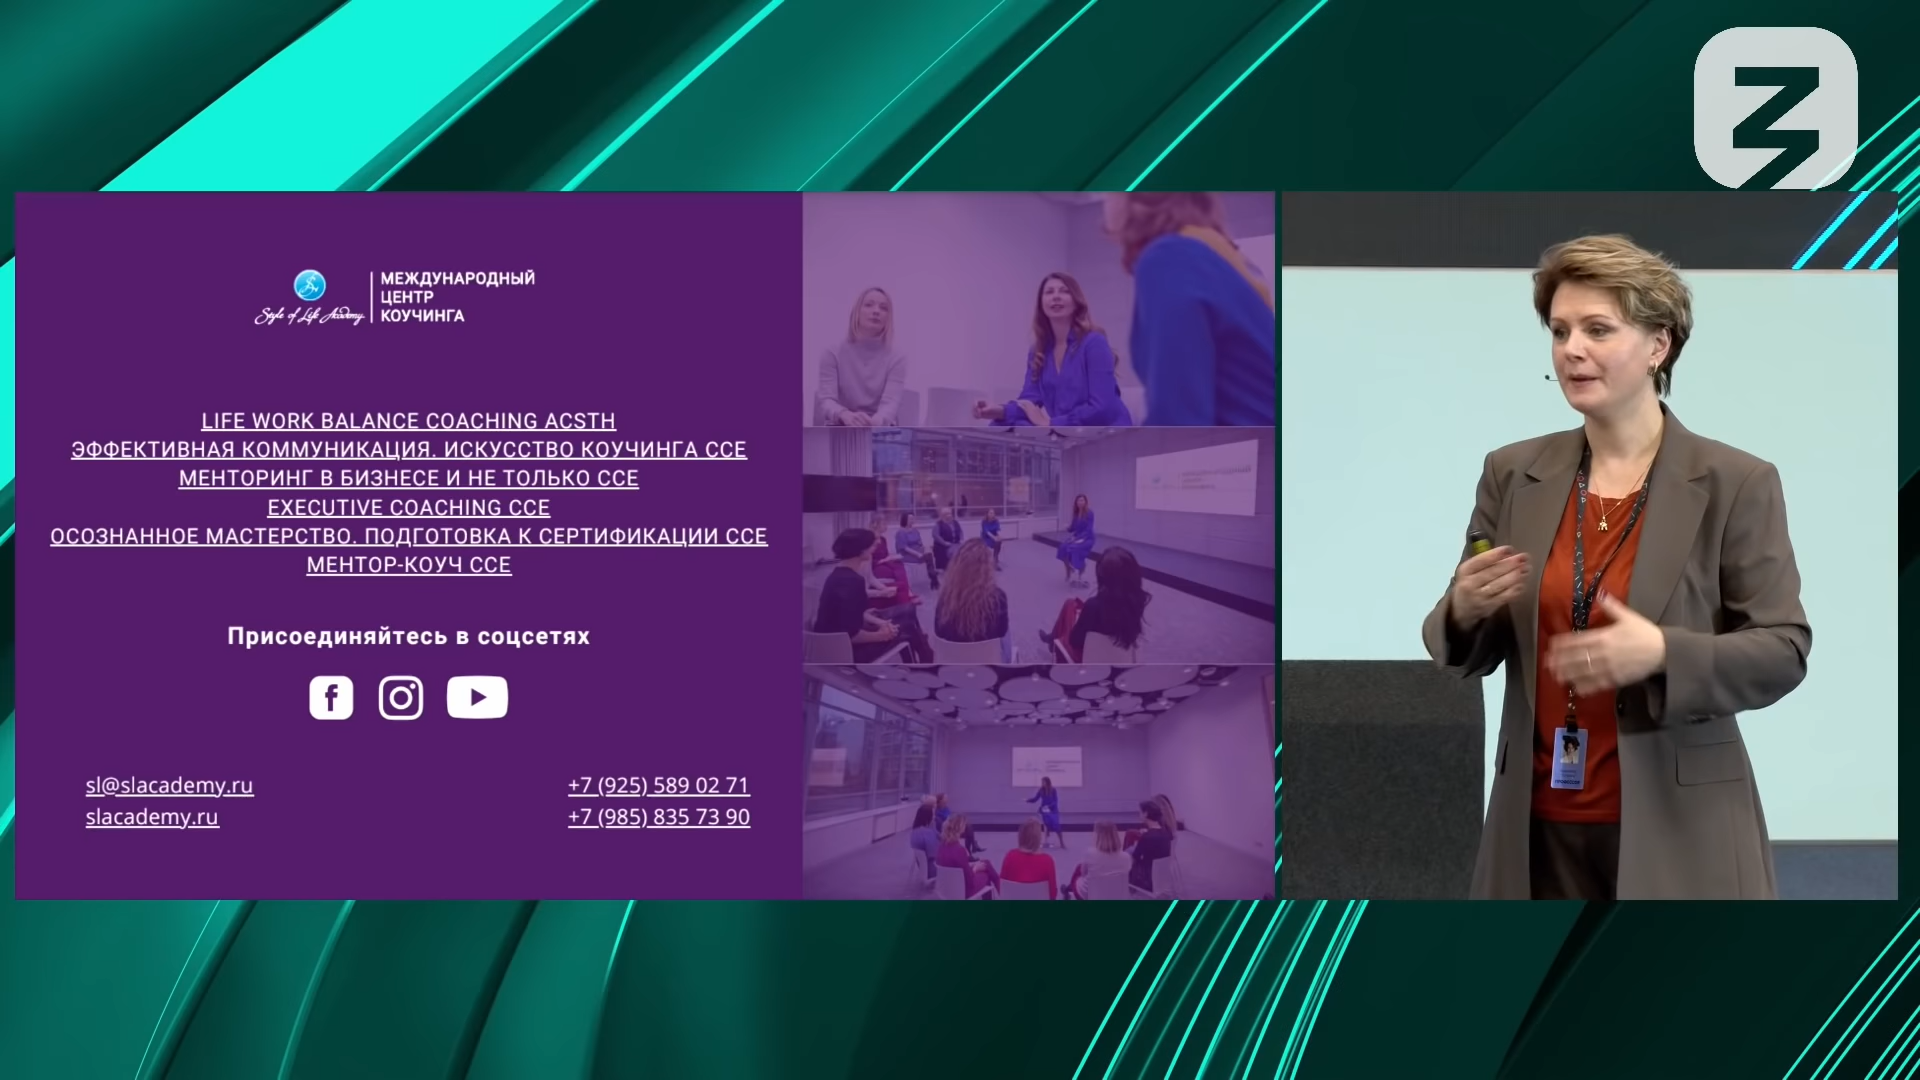 Style of Life Academy
МЕЖДУНАРОДНЫЙ
ЦЕНТР
КОУЧИНГА
LIFE WORK BALANCE COACHING ACSTH
ЭФФЕКТИВНАЯ КОММУНИКАЦИЯ. ИСКУССТВО КОУЧИНГА CCE
МЕНТОРИНГ В БИЗНЕСЕ И НЕ ТОЛЬКО CCE
EXECUTIVE COACHING CCE
ОСОЗНАННОЕ МАСТЕРСТВО. ПОДГОТОВКА К СЕРТИФИКАЦИИ CCE
МЕНТОР-КОУЧ CCE
Присоединяйтесь в соцсетях
sl@slacademy.ru
+7 (925) 589 02 71
slacademy.ru
+7 (985) 835 73 90